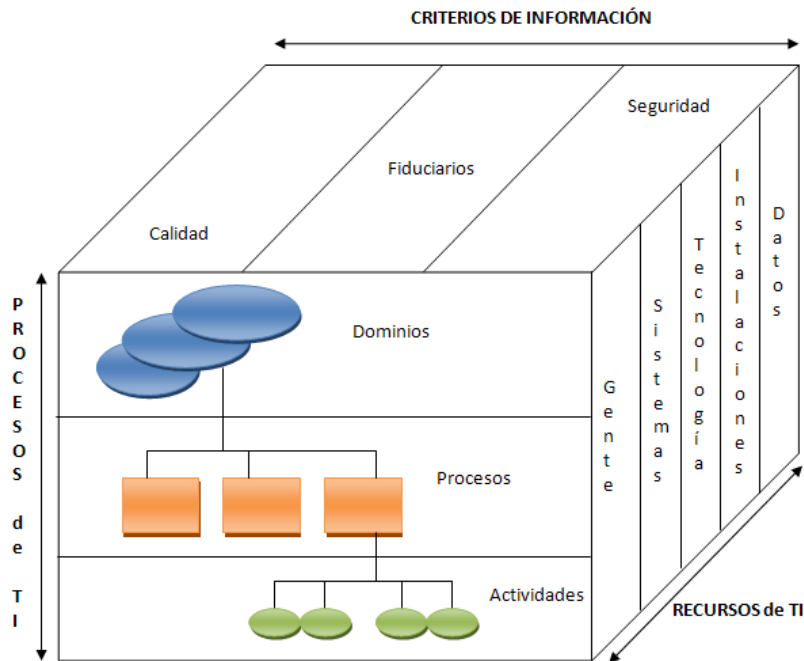 CRITERIOS DE INFORMACIÓN
Seguridad
Fiduciarios
Calidad
PROCESOS de TI
Dominios
Procesos
Actividades
Gente
Sistemas
Tecnología
Instalaciones
Datos
RECURSOS de TI